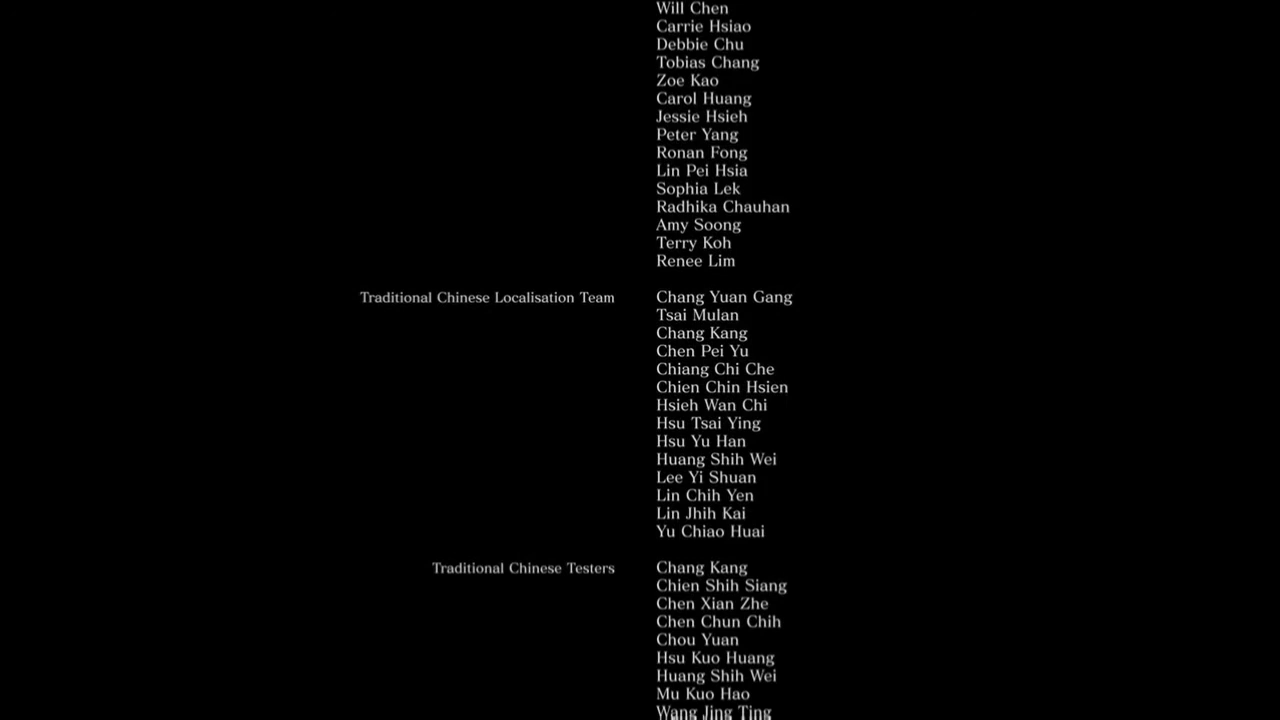 Will Chen
Carrie Hsiao
Debbie Chu
Tobias Chang
Zoe Kao
Carol Huang
Jessie Hsieh
Peter Yang
Ronan Fong
Lin Pei Hsia
Sophia Lek
Radhika Chauhan
Amy Soong
Terry Koh
Renee Lim
Traditional Chinese Localisation Team Chang Yuan Gang
Tsai Mulan
Chang Kang
Chen Pei Yu
Chiang Chi Che
Chien Chin Hsien
Hsieh Wan Chi
Hsu Tsai Ying
Hsu Yu Han
Huang Shih Wei
Lee Yi Shuan
Lin Chih Yen
Lin Jhih Kai
Yu Chiao Huai
Traditional Chinese Testers Chang Kang
Chien Shih Siang
Chen Xian Zhe
Chen Chun Chih
Chou Yuan
Hsu Kuo Huang
Huang Shih Wei
Mu Kuo Hao
Wang Jing Ting